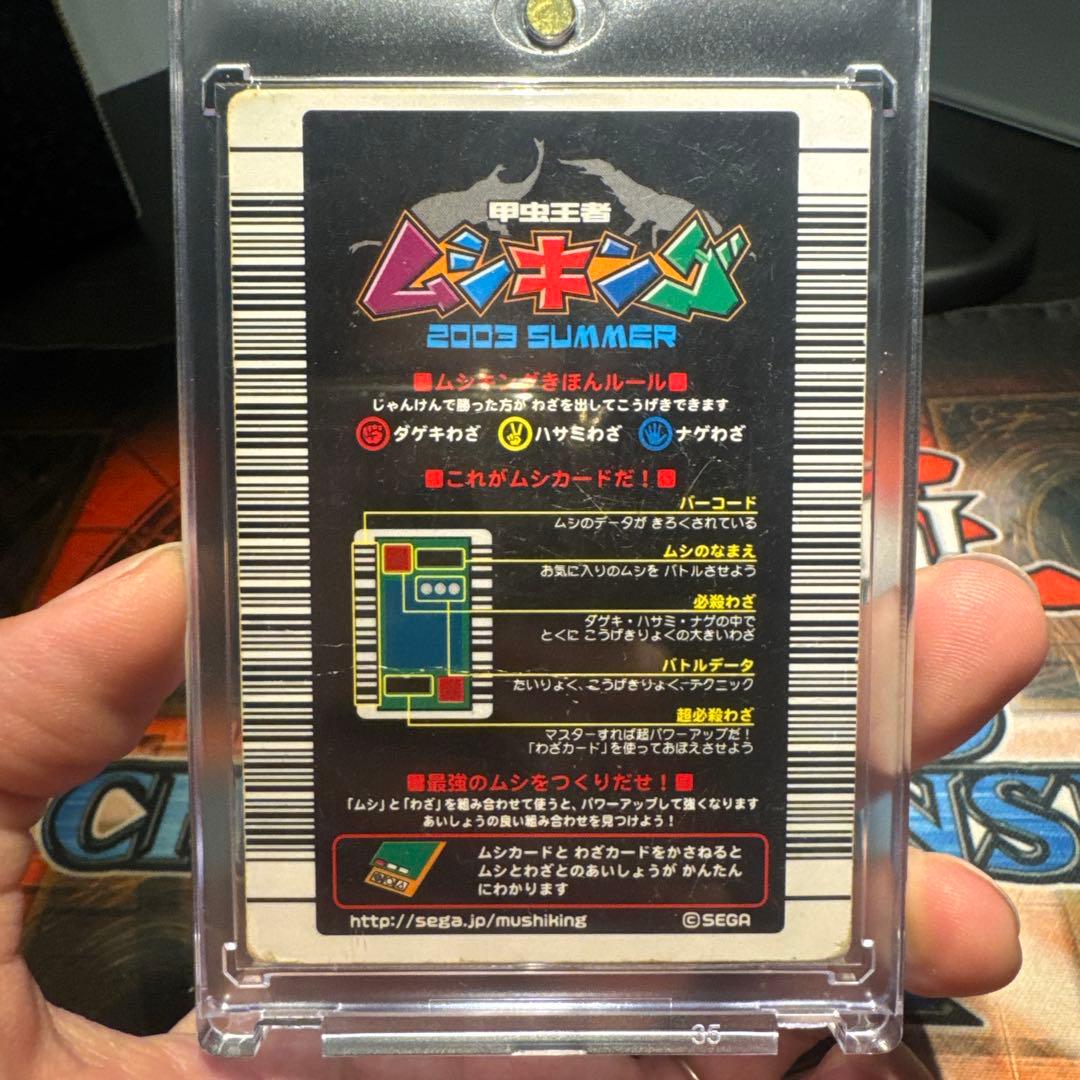 甲虫王者
ムシキング
2003 SUMMER
ムシキングきほんルール
じゃんけんで勝った方が わざを出してこうげきできます
ダゲキわざ ハサミわざ ナゲわざ
これがムシカードだ！
バーコード
ムシのデータが きろくされている
ムシのなまえ
お気に入りのムシを バトルさせよう
必殺わざ
ダゲキ・ハサミ・ナゲの中で
とくに こうげきりょくの大きいわざ
バトルデータ
たいりょく、こうげきりょく、テクニック
超必殺わざ
マスターすれば超パワーアップだ！
「わざカード」を使っておぼえさせよう
最強のムシをつくりだせ！
「ムシ」と「わざ」を組み合わせて使うと、パワーアップして強くなります
あいしょうの良い組み合わせを見つけよう！
ムシカードと わざカードをかさねると
ムシとわざとのあいしょうが かんたん
にわかります
http://sega.jp/mushiking ©SEGA
35